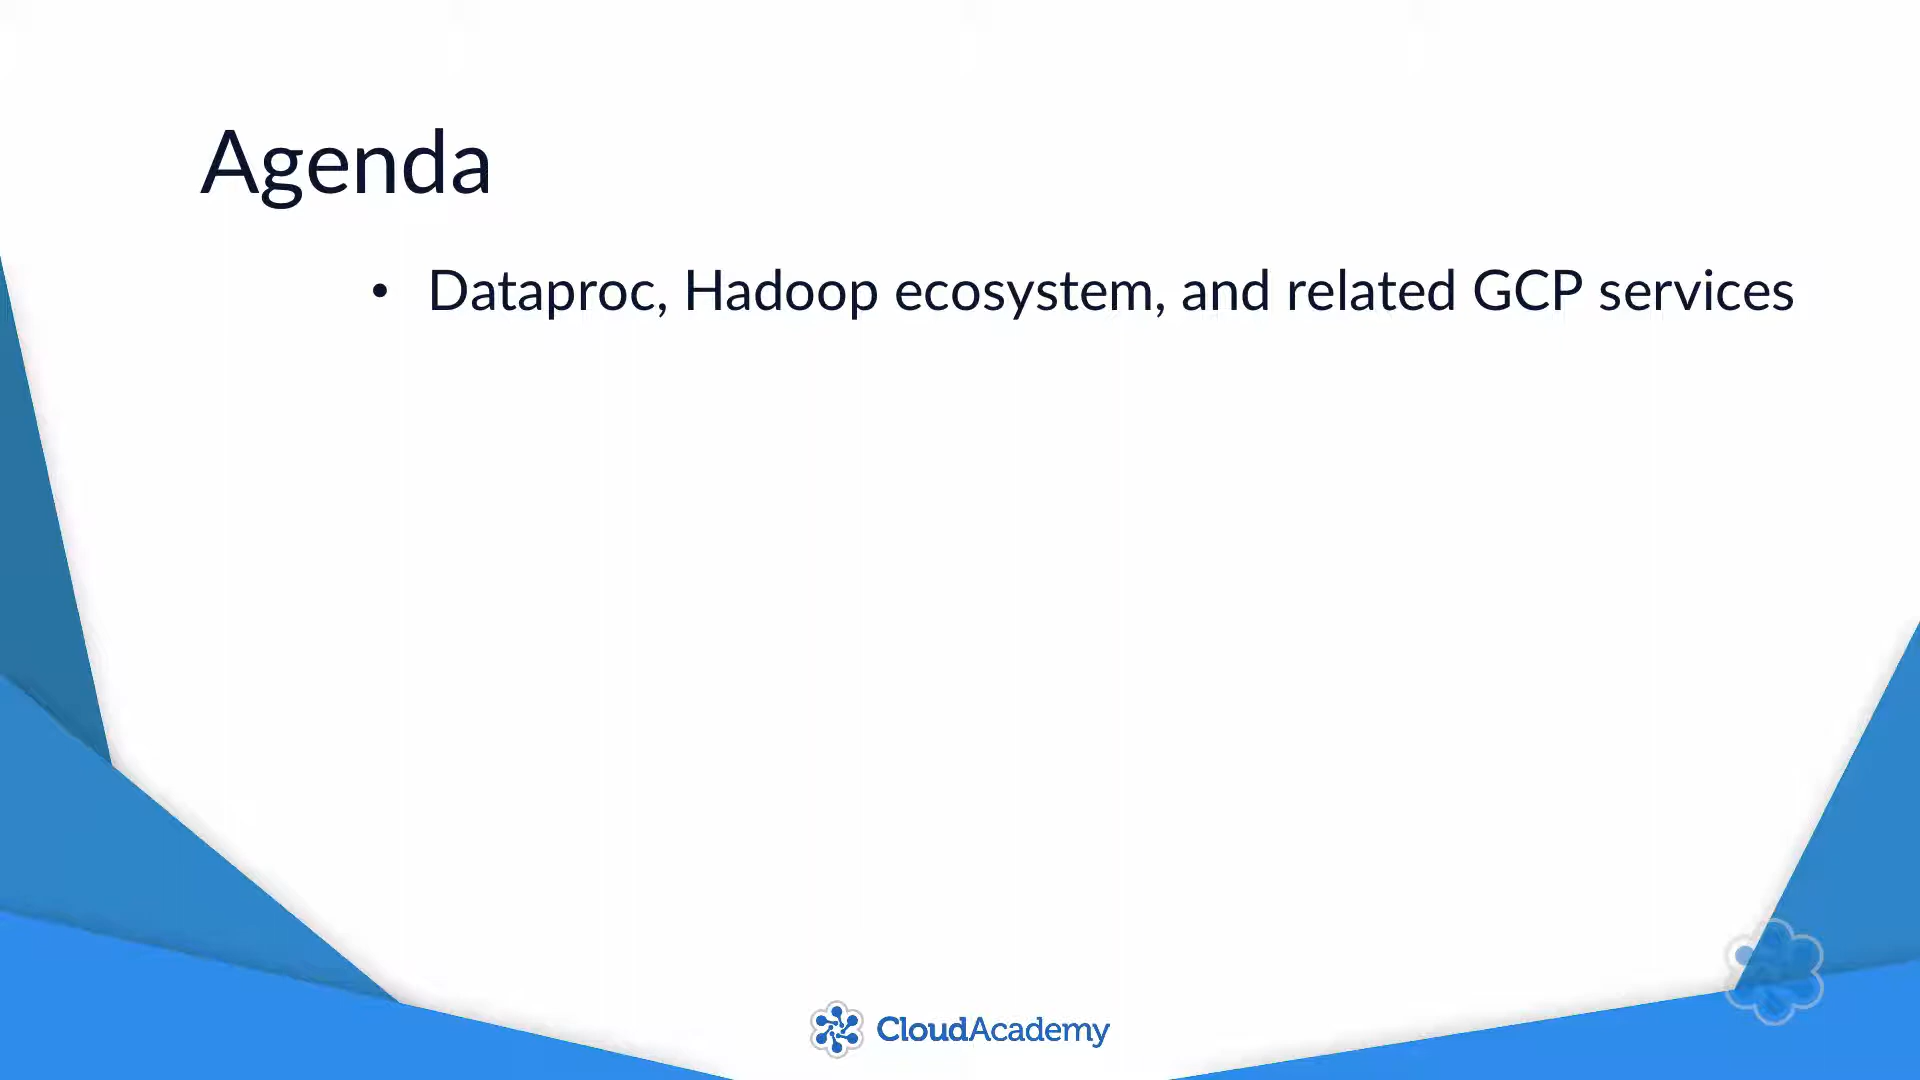 Agenda
• Dataproc, Hadoop ecosystem, and related GCP services
CloudAcademy